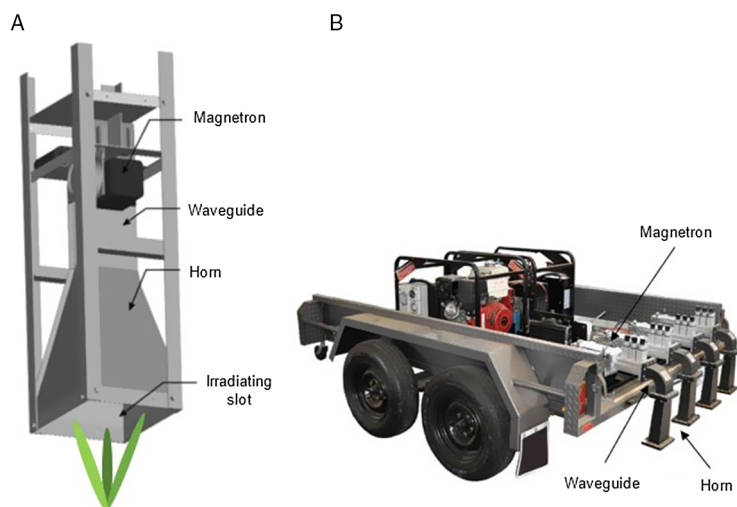 A
B
Magnetron
Waveguide
Horn
Irradiating
slot
Magnetron
Waveguide
Horn